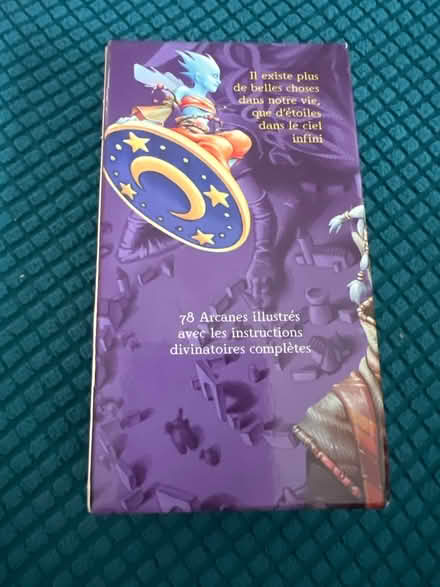 Il existe plus
de belles choses
dans notre vie,
que d'étoiles
dans le ciel
infini
78 Arcanes illustrés
avec les instructions
divinatoires complètes